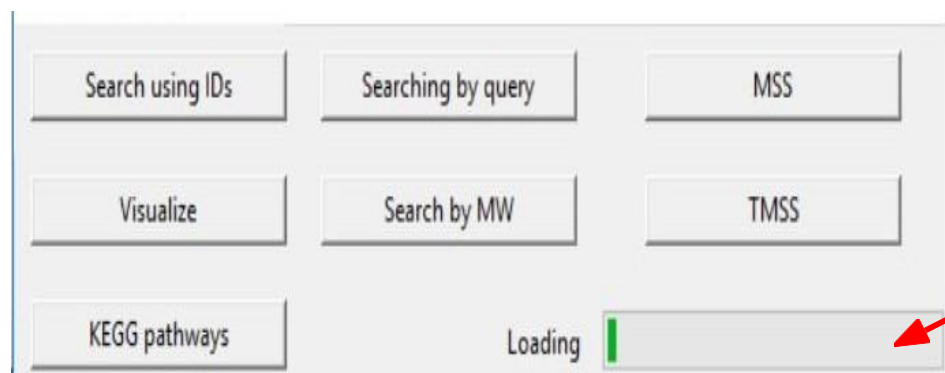 Search using IDs
Searching by query
MSS
Visualize
Search by MW
TMSS
KEGG pathways
Loading